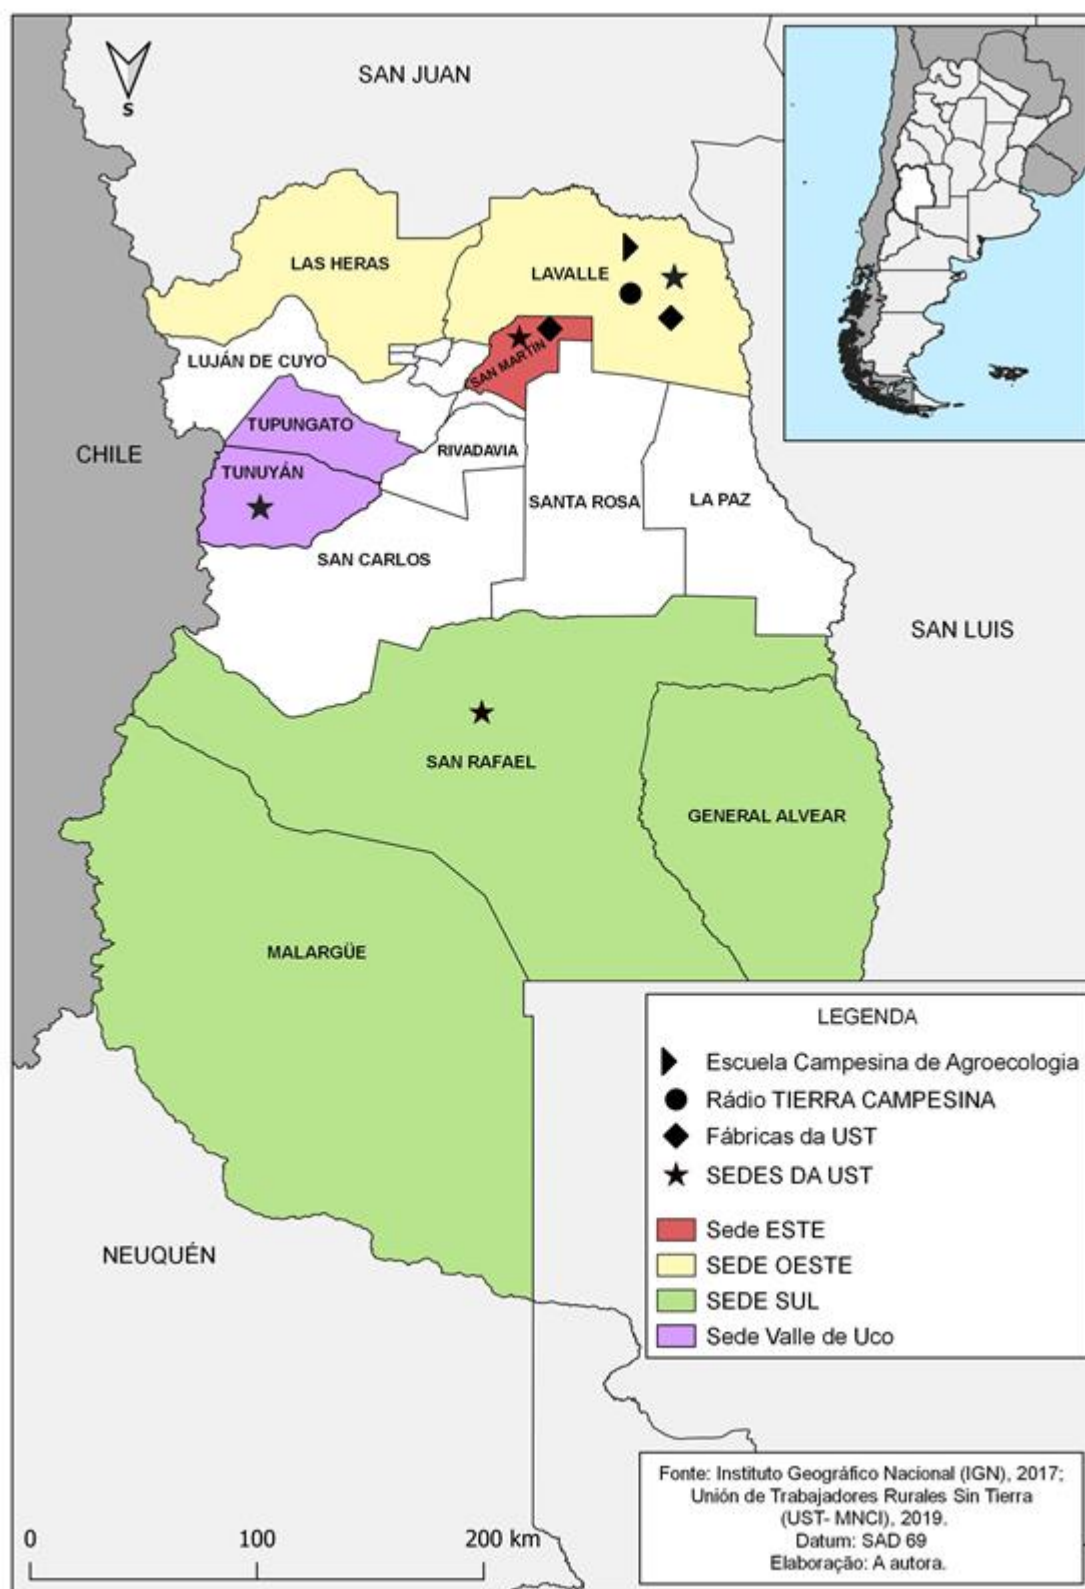 SAN JUAN
S
LAS HERAS
LAVALLE
SAN MARTÍN
LUJÁN DE CUYO
TUPUNGATO
RIVADAVIA
CHILE
TUNUYÁN
SANTA ROSA
LA PAZ
SAN CARLOS
SAN LUIS
SAN RAFAEL
GENERAL ALVEAR
MALARGÜE
NEUQUÉN
LEGENDA
Escuela Campesina de Agroecologia
Rádio TIERRA CAMPESINA
Fábricas da UST
SEDES DA UST
Sede ESTE
SEDE OESTE
SEDE SUL
Sede Valle de Uco
Fonte: Instituto Geográfico Nacional (IGN), 2017;
Unión de Trabajadores Rurales Sin Tierra
(UST- MNCI), 2019.
Datum: SAD 69
Elaboração: A autora.
0 100 200 km